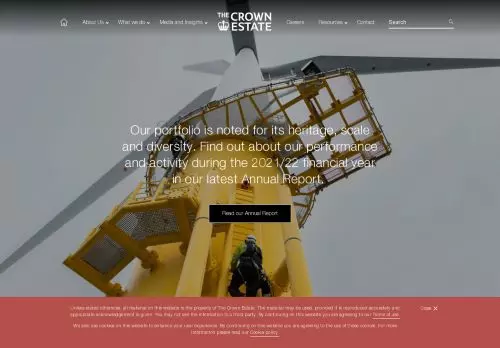 About Us
What we do
Media and Insights
THE CROWN
ESTATE
Careers
Resources
Contact
Search
Our portfolio is noted for its heritage, scale
and diversity. Find out about our performance
and activity during the 2021/22 financial year
in our latest Annual Report.
Read our Annual Report
Unless stated otherwise, all material on this website is the property of The Crown Estate. The material may be used, provided it is reproduced accurately and
appropriate acknowledgement is given. You may not sell the information to a third party. By continuing on this website you are agreeing to our Terms of use.
Close
We also use cookies on this website to enhance your user experience. By continuing on this website you are agreeing to the use of these cookies. For more
information please read our Cookie policy.